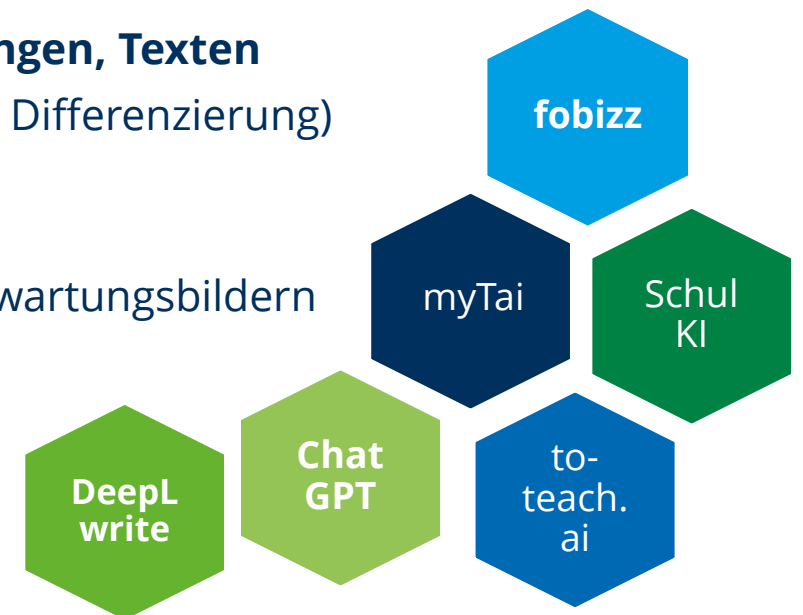 ngen, Texten
Differenzierung)
wartungsbildern
fobizz
myTai
Schul
KI
Chat
GPT
DeepL
write
to-
teach.
ai